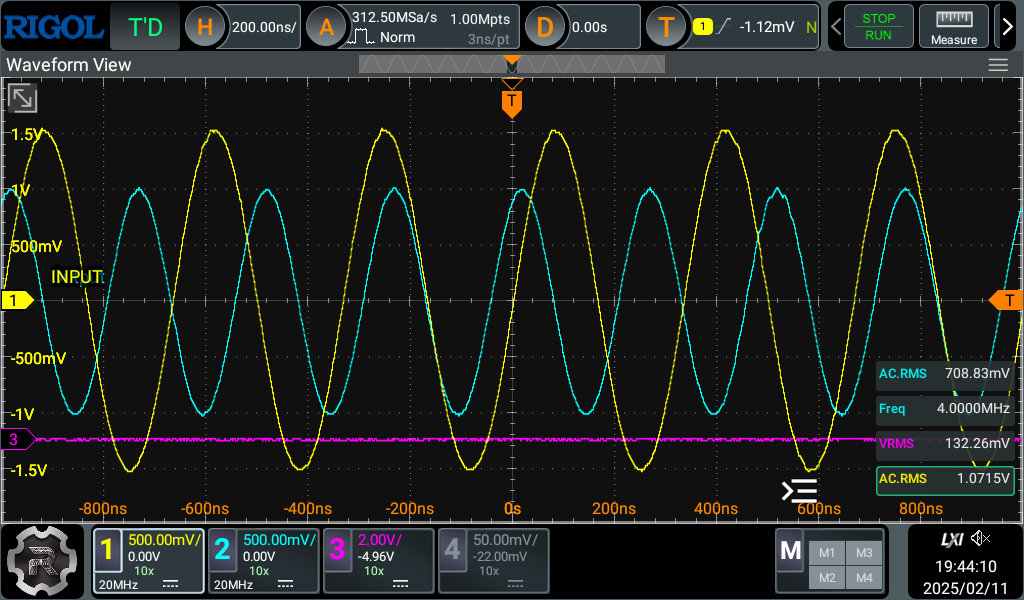 RIGOL T'D H 200.00ns/ A 312.50MSa/s 1.00Mpts D 0.00s T 1 -1.12mV N STOP
Norm 3ns/pt RUN Measure
Waveform View
T
1.5V
1V
500mV
INPUT
1 T
-500mV
AC.RMS 708.83mV
Freq 4.0000MHz
-1V
3
VRMS 132.26mV
-1.5V
AC.RMS 1.0715V
-800ns -600ns -400ns -200ns 0s 200ns 400ns 600ns 800ns
1 500.00mV/ 2 500.00mV/ 3 2.00V/ 4 50.00mV/
0.00V 0.00V -4.96V -22.00mV
10x 10x 10x 10x
20MHz 20MHz
M M1 M3
M2 M4
R
LXI
19:44:10
2025/02/11